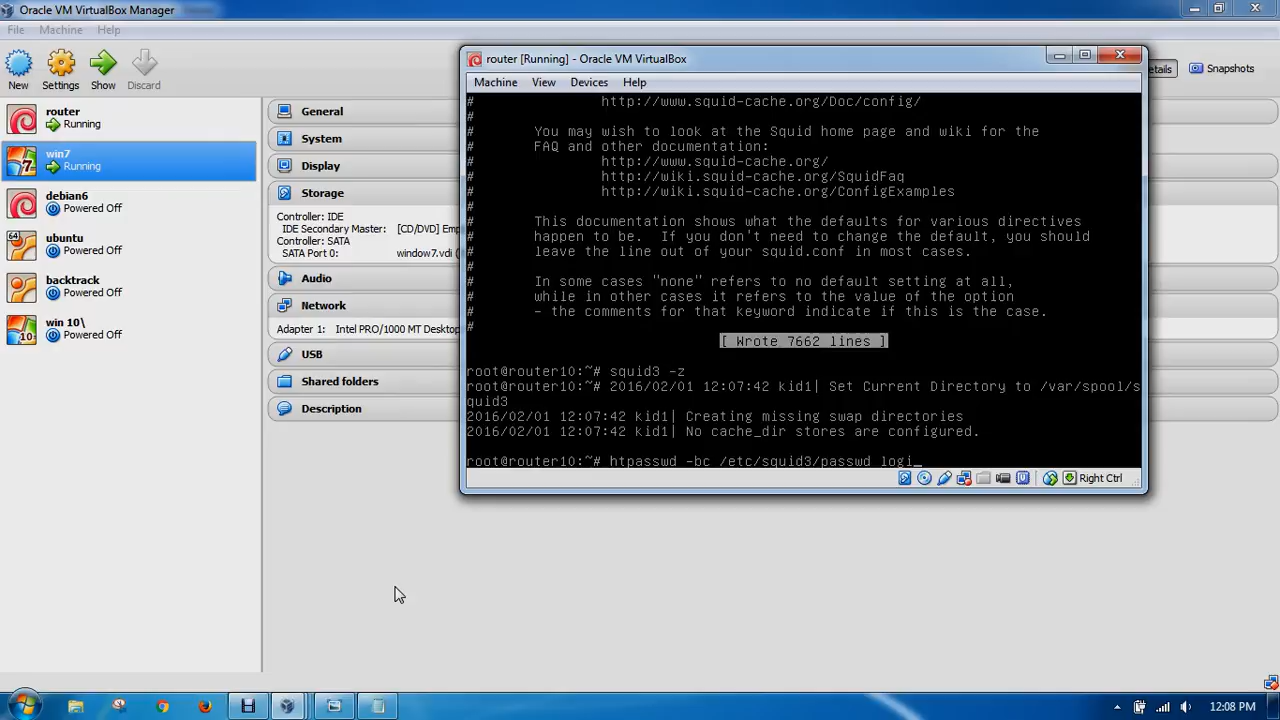 Oracle VM VirtualBox Manager
File Machine Help
New Settings Show Discard
etails Snapshots
router
Running
win7
Running
debian6
Powered Off
ubuntu
Powered Off
64
backtrack
Powered Off
win 10\
Powered Off
10
General
System
Display
Storage
Controller: IDE
IDE Secondary Master: [CD/DVD] Emp
Controller: SATA
SATA Port 0: window7.vdi (
Audio
Network
Adapter 1: Intel PRO/1000 MT Desktop
USB
Shared folders
Description
router [Running] - Oracle VM VirtualBox
Machine View Devices Help
# http://www.squid-cache.org/Doc/config/
#
# You may wish to look at the Squid home page and wiki for the
# FAQ and other documentation:
# http://www.squid-cache.org/
# http://wiki.squid-cache.org/SquidFaq
# http://wiki.squid-cache.org/ConfigExamples
#
# This documentation shows what the defaults for various directives
# happen to be. If you don't need to change the default, you should
# leave the line out of your squid.conf in most cases.
#
# In some cases "none" refers to no default setting at all,
# while in other cases it refers to the value of the option
# - the comments for that keyword indicate if this is the case.
#
[ Wrote 7662 lines ]
root@router10:~# squid3 -z
root@router10:~# 2016/02/01 12:07:42 kid1| Set Current Directory to /var/spool/s
quid3
2016/02/01 12:07:42 kid1| Creating missing swap directories
2016/02/01 12:07:42 kid1| No cache_dir stores are configured.
root@router10:~# htpasswd -bc /etc/squid3/passwd logi_
Right Ctrl
12:08 PM